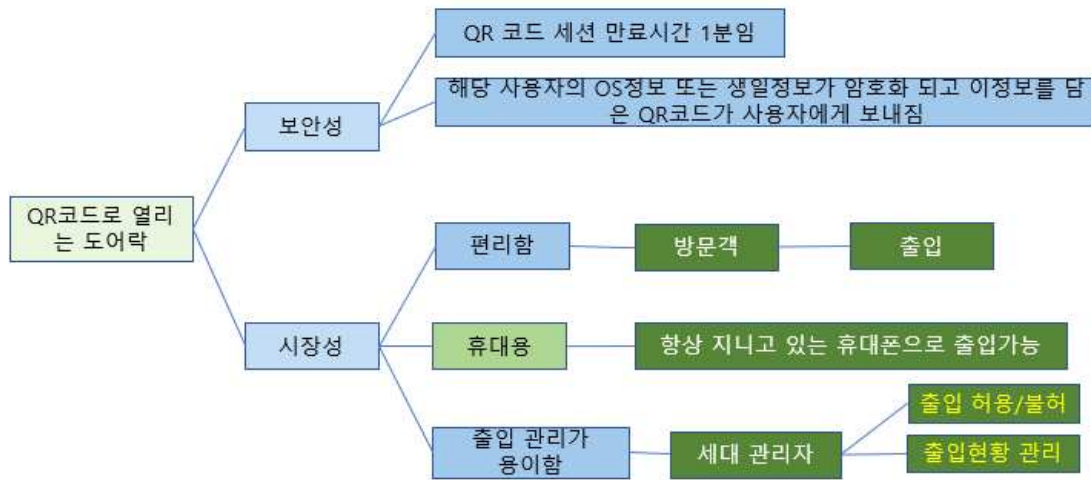 QR 코드 세션 만료시간 1분임
해당 사용자의 OS정보 또는 생일정보가 암호화 되고 이정보를 담
은 QR코드가 사용자에게 보내짐
보안성
QR코드로 열리
는 도어락
편리함
방문객
출입
시장성
휴대용
항상 지니고 있는 휴대폰으로 출입가능
출입 관리가
용이함
세대 관리자
출입 허용/불허
출입현황 관리